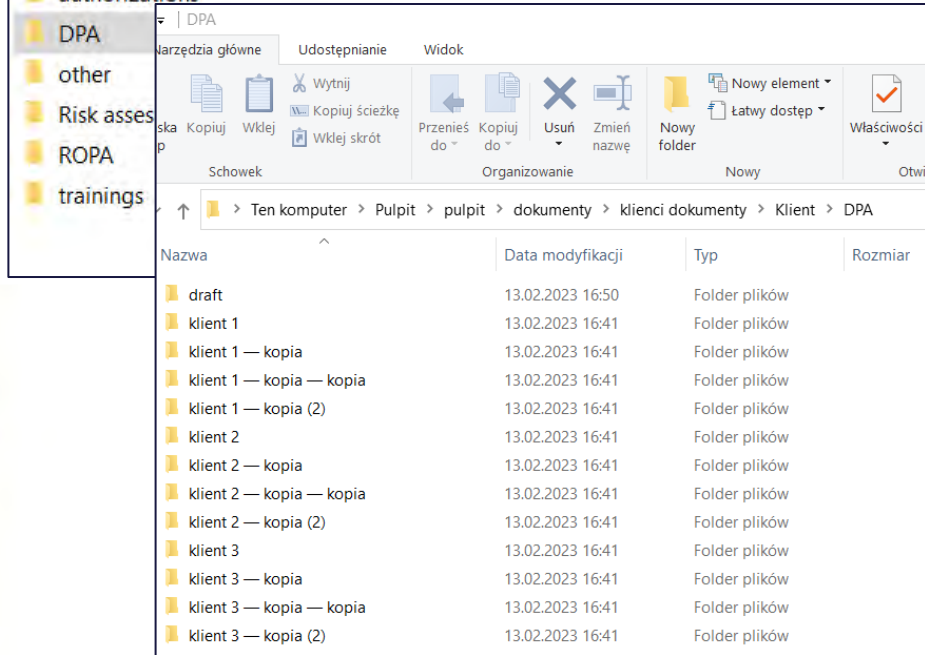 authorizations
DPA
other
Risk asses
ROPA
trainings
DPA
Narzędzia główne Udostępnianie Widok
Wytnij
Kopiuj ścieżkę
Wklej skrót
ska Kopiuj Wklej
p
Przenieś do
Kopiuj do
Usuń
Zmień nazwę
Nowy folder
Nowy element
Łatwy dostęp
Właściwości
Schowek Organizowanie Nowy Otwi
> Ten komputer > Pulpit > pulpit > dokumenty > klienci dokumenty > Klient > DPA
Nazwa Data modyfikacji Typ Rozmiar
draft 13.02.2023 16:50 Folder plików
klient 1 13.02.2023 16:41 Folder plików
klient 1 — kopia 13.02.2023 16:41 Folder plików
klient 1 — kopia — kopia 13.02.2023 16:41 Folder plików
klient 1 — kopia (2) 13.02.2023 16:41 Folder plików
klient 2 13.02.2023 16:41 Folder plików
klient 2 — kopia 13.02.2023 16:41 Folder plików
klient 2 — kopia — kopia 13.02.2023 16:41 Folder plików
klient 2 — kopia (2) 13.02.2023 16:41 Folder plików
klient 3 13.02.2023 16:41 Folder plików
klient 3 — kopia 13.02.2023 16:41 Folder plików
klient 3 — kopia — kopia 13.02.2023 16:41 Folder plików
klient 3 — kopia (2) 13.02.2023 16:41 Folder plików